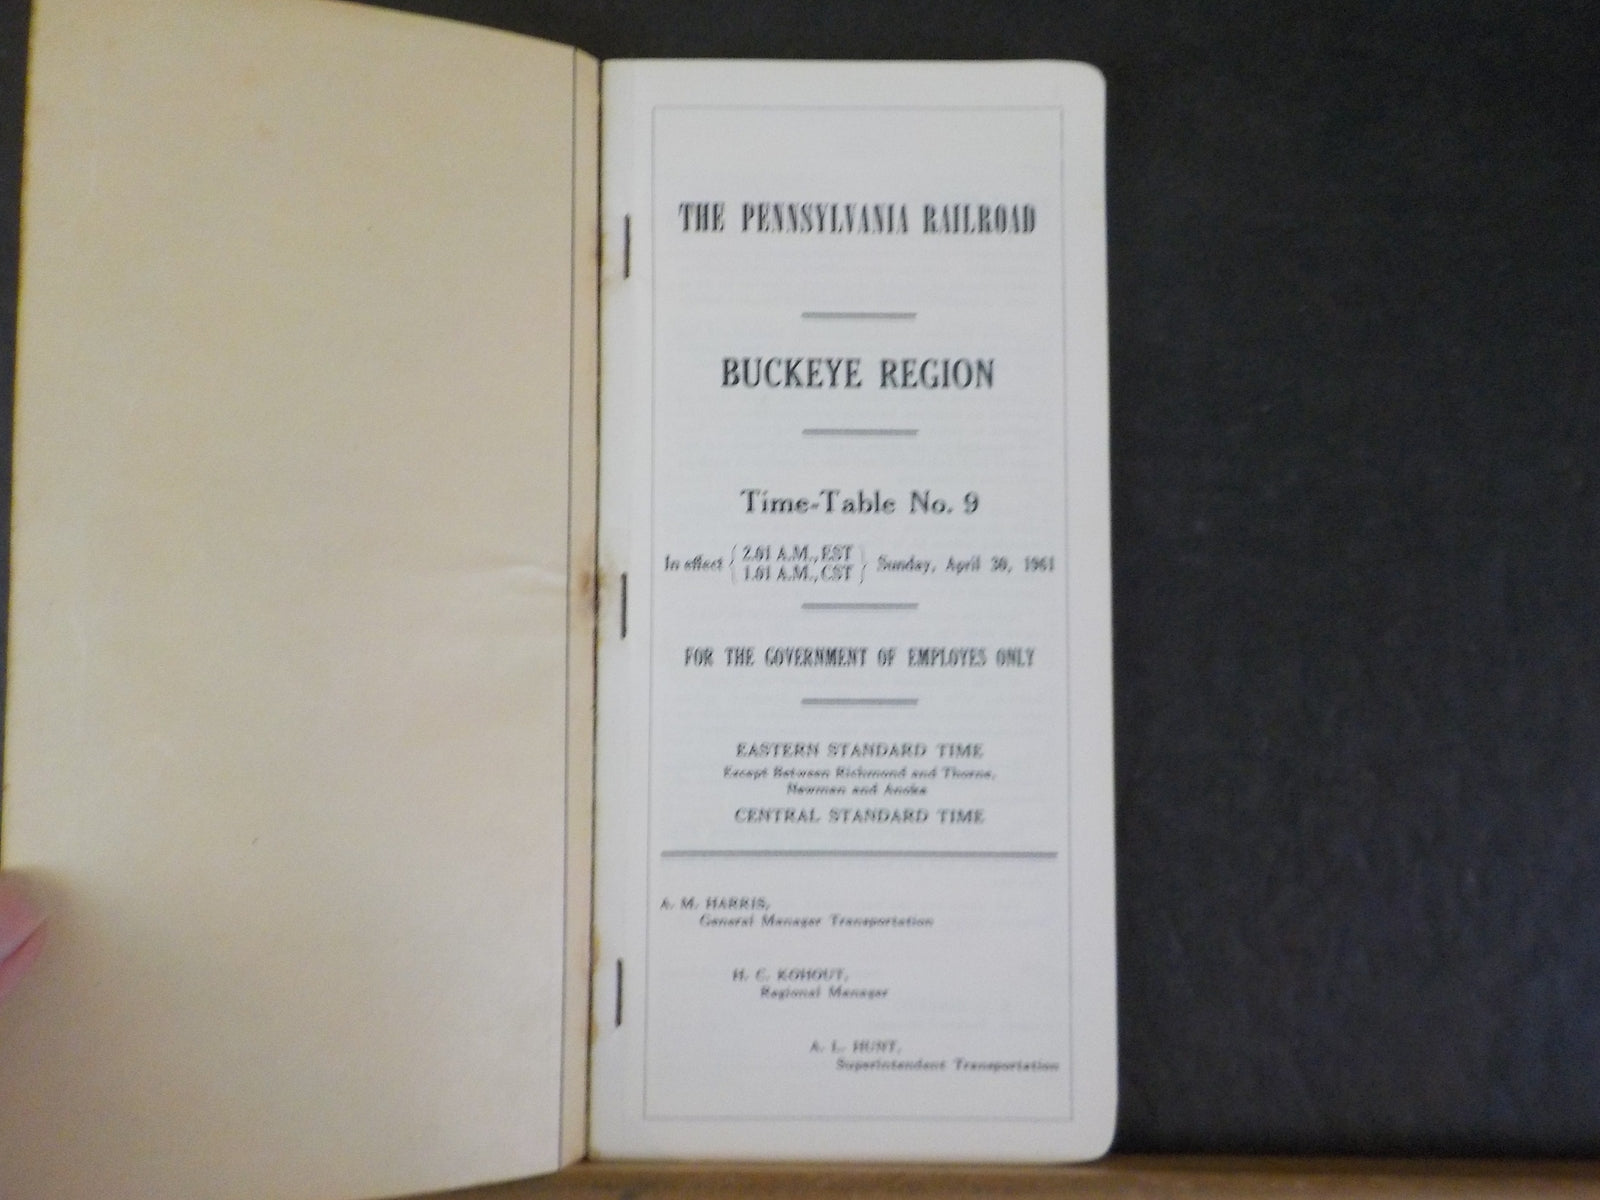 THE PENNSYLVANIA RAILROAD
BUCKEYE REGION
Time-Table No. 9
In effect { 2.01 A.M., EST
1.01 A.M., CST } Sunday, April 30, 1961
FOR THE GOVERNMENT OF EMPLOYES ONLY
EASTERN STANDARD TIME
Except Between Richmond and Thorne,
Newman and Anoka
CENTRAL STANDARD TIME
A. M. HARRIS,
General Manager Transportation
H. C. KOHOUT,
Regional Manager
A. L. HUNT,
Superintendent Transportation